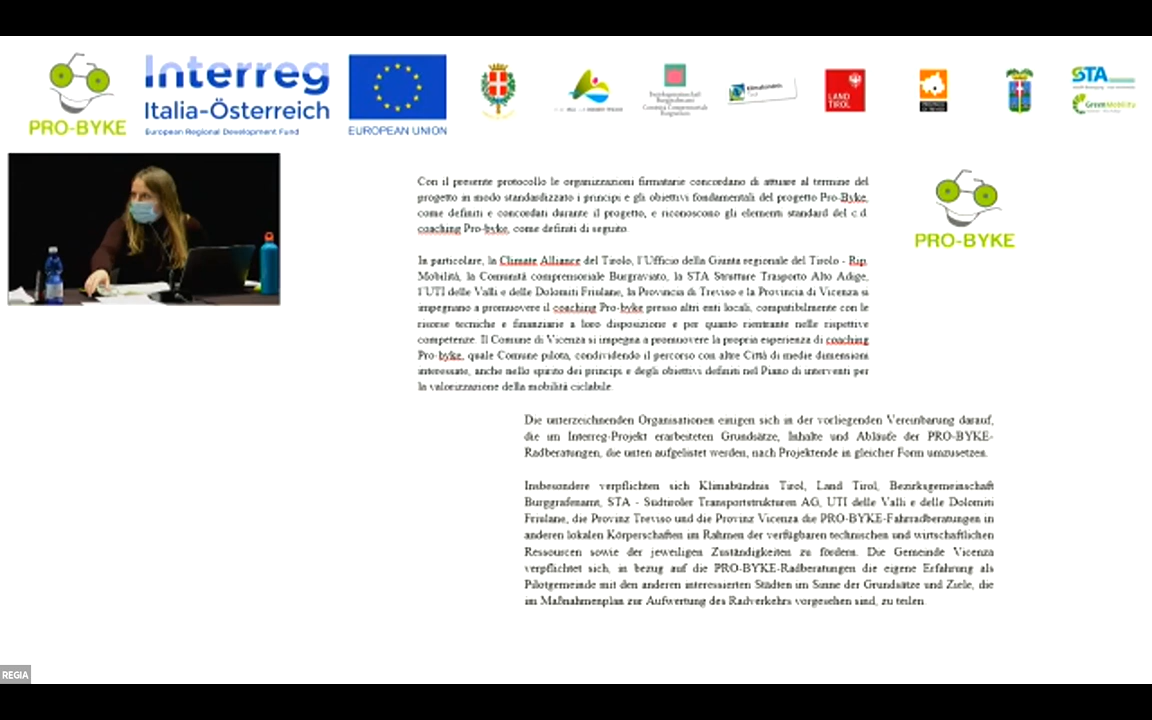 PRO-BYKE
Interreg
Italia-Österreich
European Regional Development Fund
EUROPEAN UNION
Bezirksgemeinschaft
Burggrafenamt
Comunità Comprensoriale
Burgraviato
Klimabündnis
Tirol
LAND
TIROL
STA
GreenMobility
PRO-BYKE
Con il presente protocollo le organizzazioni firmatarie concordano di attuare al termine del
progetto in modo standardizzato i principi e gli obiettivi fondamentali del progetto Pro-Byke,
come definiti e concordati durante il progetto, e riconoscono gli elementi standard del c.d.
coaching Pro-byke, come definiti di seguito.
In particolare, la Climate Alliance del Tirolo, l'Ufficio della Giunta regionale del Tirolo - Rip.
Mobilità, la Comunità comprensoriale Burgraviato, la STA Strutture Trasporto Alto Adige,
l'UTI delle Valli e delle Dolomiti Friulane, la Provincia di Treviso e la Provincia di Vicenza si
impegnano a promuovere il coaching Pro-byke presso altri enti locali, compatibilmente con le
risorse tecniche e finanziarie a loro disposizione e per quanto rientrante nelle rispettive
competenze. Il Comune di Vicenza si impegna a promuovere la propria esperienza di coaching
Pro-byke, quale Comune pilota, condividendo il percorso con altre Città di medie dimensioni
interessate, anche nello spirito dei principi e degli obiettivi definiti nel Piano di interventi per
la valorizzazione della mobilità ciclabile.
Die unterzeichnenden Organisationen einigen sich in der vorliegenden Vereinbarung darauf,
die im Interreg-Projekt erarbeiteten Grundsätze, Inhalte und Abläufe der PRO-BYKE-
Radberatungen, die unten aufgelistet werden, nach Projektende in gleicher Form umzusetzen.
Insbesondere verpflichten sich Klimabündnis Tirol, Land Tirol, Bezirksgemeinschaft
Burggrafenamt, STA - Südtiroler Transportstrukturen AG, UTI delle Valli e delle Dolomiti
Friulane, die Provinz Treviso und die Provinz Vicenza die PRO-BYKE-Fahrradberatungen in
anderen lokalen Körperschaften im Rahmen der verfügbaren technischen und wirtschaftlichen
Ressourcen sowie der jeweiligen Zuständigkeiten zu fördern. Die Gemeinde Vicenza
verpflichtet sich, in bezug auf die PRO-BYKE-Radberatungen die eigene Erfahrung als
Pilotgemeinde mit den anderen interessierten Städten im Sinne der Grundsätze und Ziele, die
im Maßnahmenplan zur Aufwertung des Radverkehrs vorgesehen sind, zu teilen.
REGIA